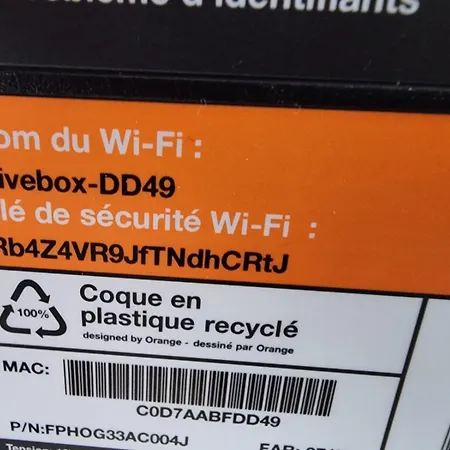 d'identifiants
om du Wi-Fi :
ivebox-DD49
lé de sécurité Wi-Fi :
Rb4Z4VR9JfTNdhCRtJ
100%
Coque en
plastique recyclé
designed by Orange - dessiné par Orange
MAC:
C0D7AABFDD49
P/N:FPHOG33AC004J